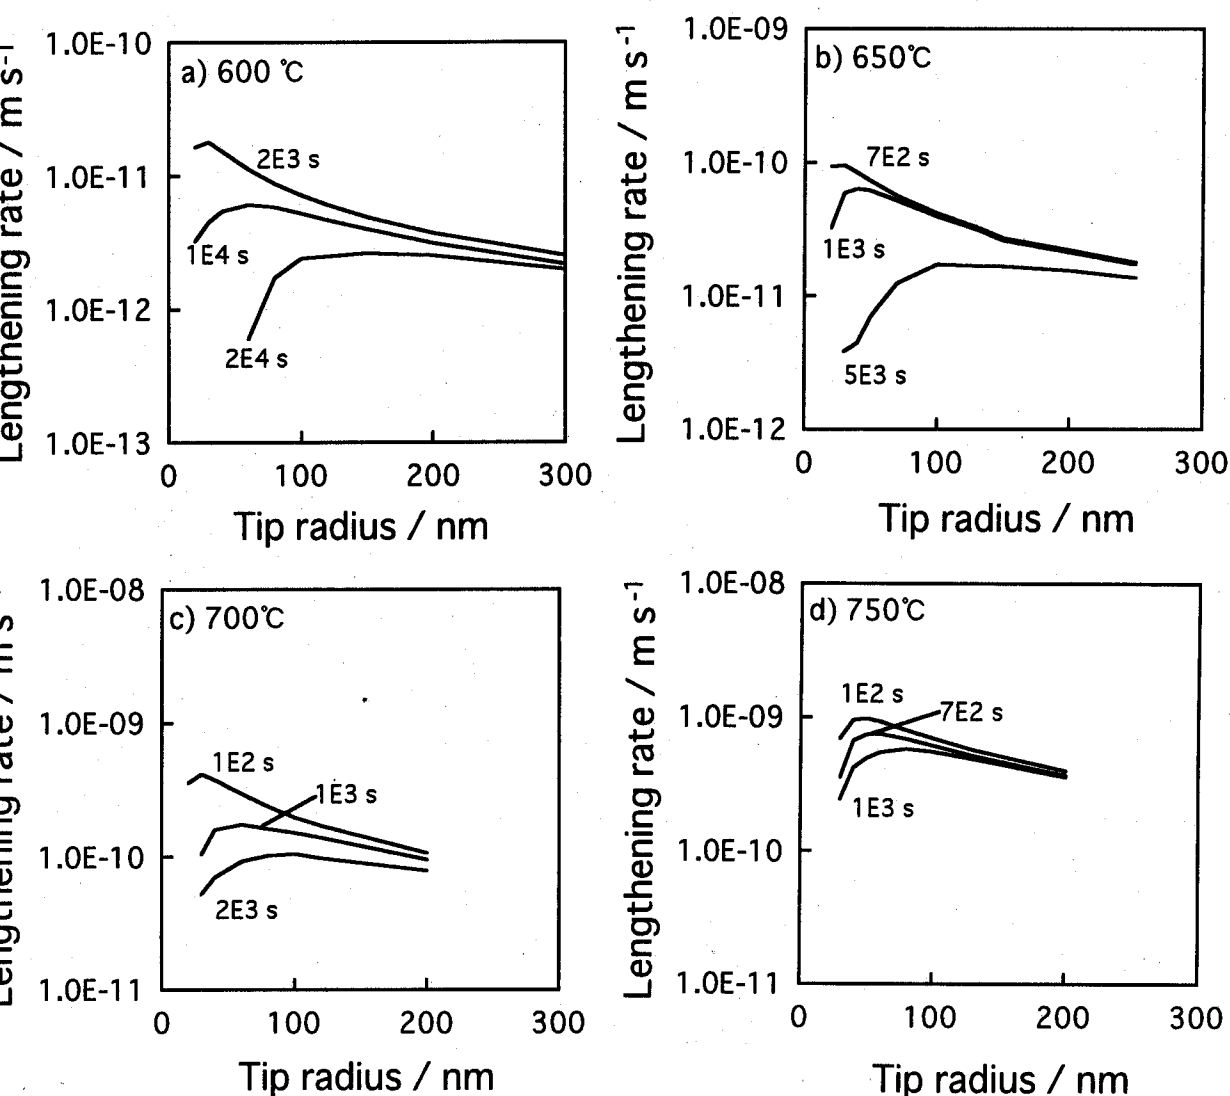 Lengthening rate / m s-1
1.0E-10
1.0E-11
1.0E-12
1.0E-13
a) 600 ℃
2E3 s
1E4 s
2E4 s
0 100 200 300
Tip radius / nm
Lengthening rate / m s-1
1.0E-09
1.0E-10
1.0E-11
1.0E-12
b) 650℃
7E2 s
1E3 s
5E3 s
0 100 200 300
Tip radius / nm
Lengthening rate / m s-1
1.0E-08
1.0E-09
1.0E-10
1.0E-11
c) 700℃
1E2 s
1E3 s
2E3 s
0 100 200 300
Tip radius / nm
Lengthening rate / m s-1
1.0E-08
1.0E-09
1.0E-10
1.0E-11
d) 750℃
1E2 s
7E2 s
1E3 s
0 100 200 300
Tip radius / nm